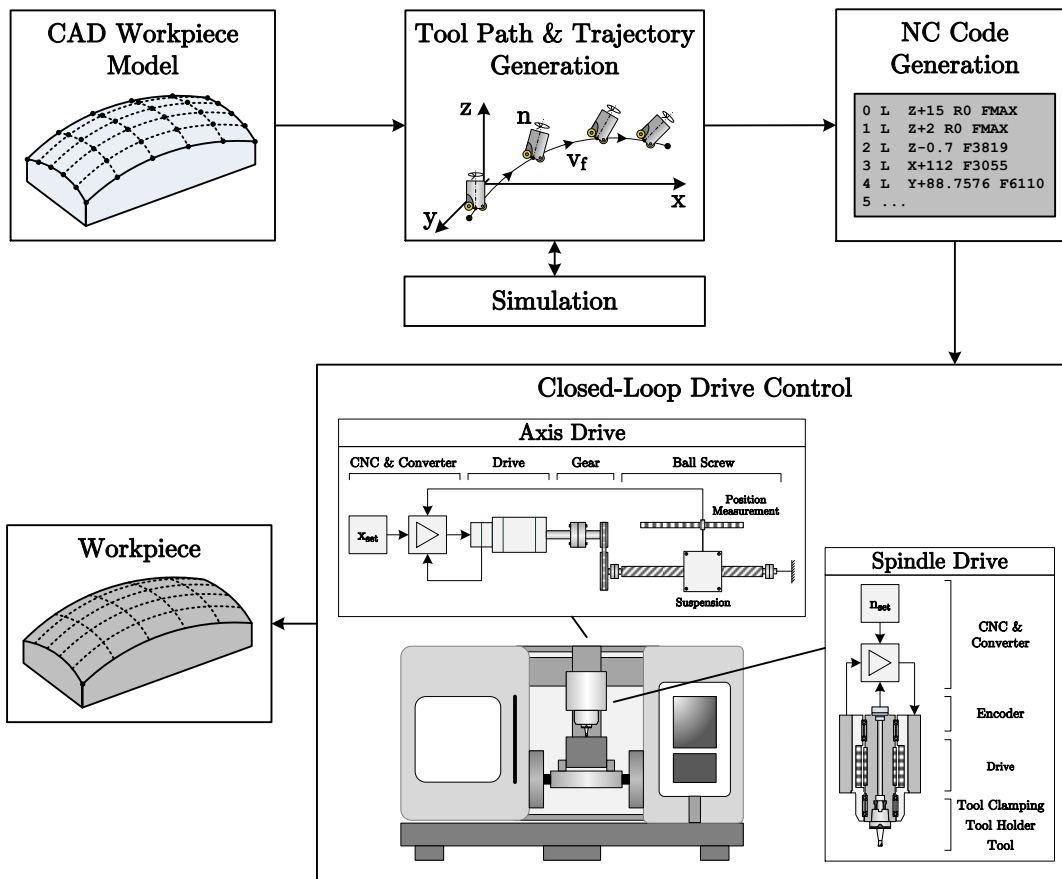 CAD Workpiece
Model
Tool Path & Trajectory
Generation
z
n
v_f
x
y
NC Code
Generation
0 L Z+15 R0 FMAX
1 L Z+2 R0 FMAX
2 L Z-0.7 F3819
3 L X+112 F3055
4 L Y+88.7576 F6110
5 ...
Simulation
Closed-Loop Drive Control
Axis Drive
CNC & Converter
Drive
Gear
Ball Screw
Position
Measurement
x_set
Suspension
Workpiece
Spindle Drive
n_set
CNC &
Converter
Encoder
Drive
Tool Clamping
Tool Holder
Tool